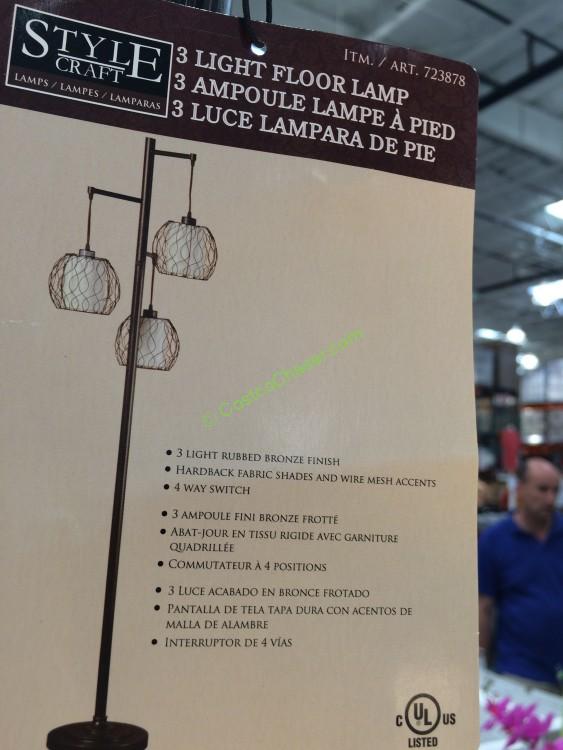 STYLE
CRAFT
LAMPS / LAMPES / LAMPARAS
ITM. / ART. 723878
3 LIGHT FLOOR LAMP
3 AMPOULE LAMPE À PIED
3 LUCE LAMPARA DE PIE
© CostcoChaser.com
• 3 LIGHT RUBBED BRONZE FINISH
• HARDBACK FABRIC SHADES AND WIRE MESH ACCENTS
• 4 WAY SWITCH
• 3 AMPOULE FINI BRONZE FROTTÉ
• ABAT-JOUR EN TISSU RIGIDE AVEC GARNITURE
QUADRILLÉE
• COMMUTATEUR À 4 POSITIONS
• 3 LUCE ACABADO EN BRONCE FROTADO
• PANTALLA DE TELA TAPA DURA CON ACENTOS DE
MALLA DE ALAMBRE
• INTERRUPTOR DE 4 VÍAS
C UL US
LISTED